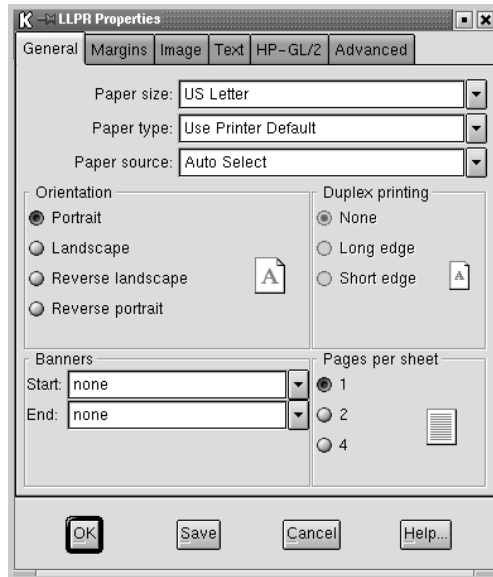 LLPR Properties
General Margins Image Text HP-GL/2 Advanced
Paper size: US Letter
Paper type: Use Printer Default
Paper source: Auto Select
Orientation
Portrait
Landscape
Reverse landscape
Reverse portrait
A
Duplex printing
None
Long edge
Short edge
A
Banners
Start: none
End: none
Pages per sheet
1
2
4
OK Save Cancel Help...